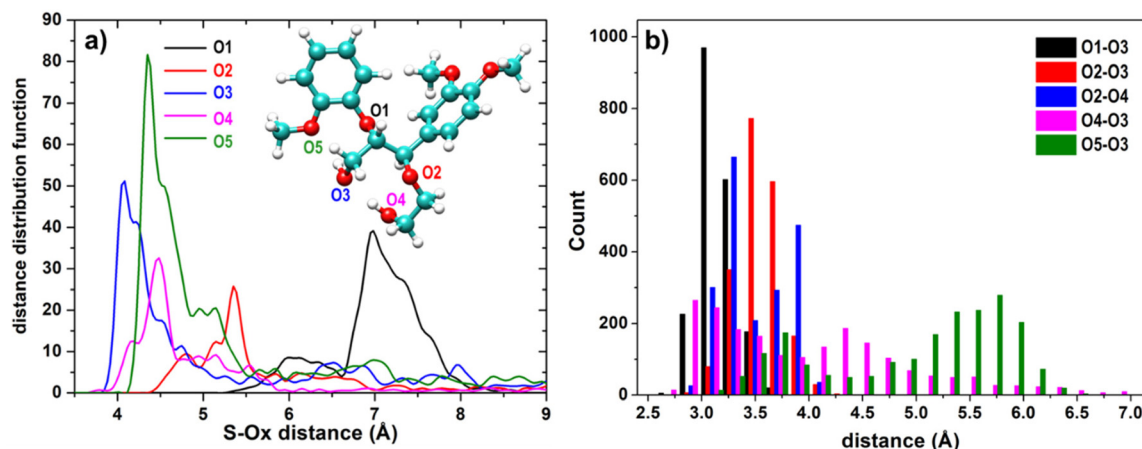 a)
distance distribution function
90
80
70
60
50
40
30
20
10
0
O1
O2
O3
O4
O5
O1
O5
O2
O3
O4
4 5 6 7 8 9
S-Ox distance (Å)
b)
Count
1000
800
600
400
200
0
O1-O3
O2-O3
O2-O4
O4-O3
O5-O3
2.5 3.0 3.5 4.0 4.5 5.0 5.5 6.0 6.5 7.0
distance (Å)